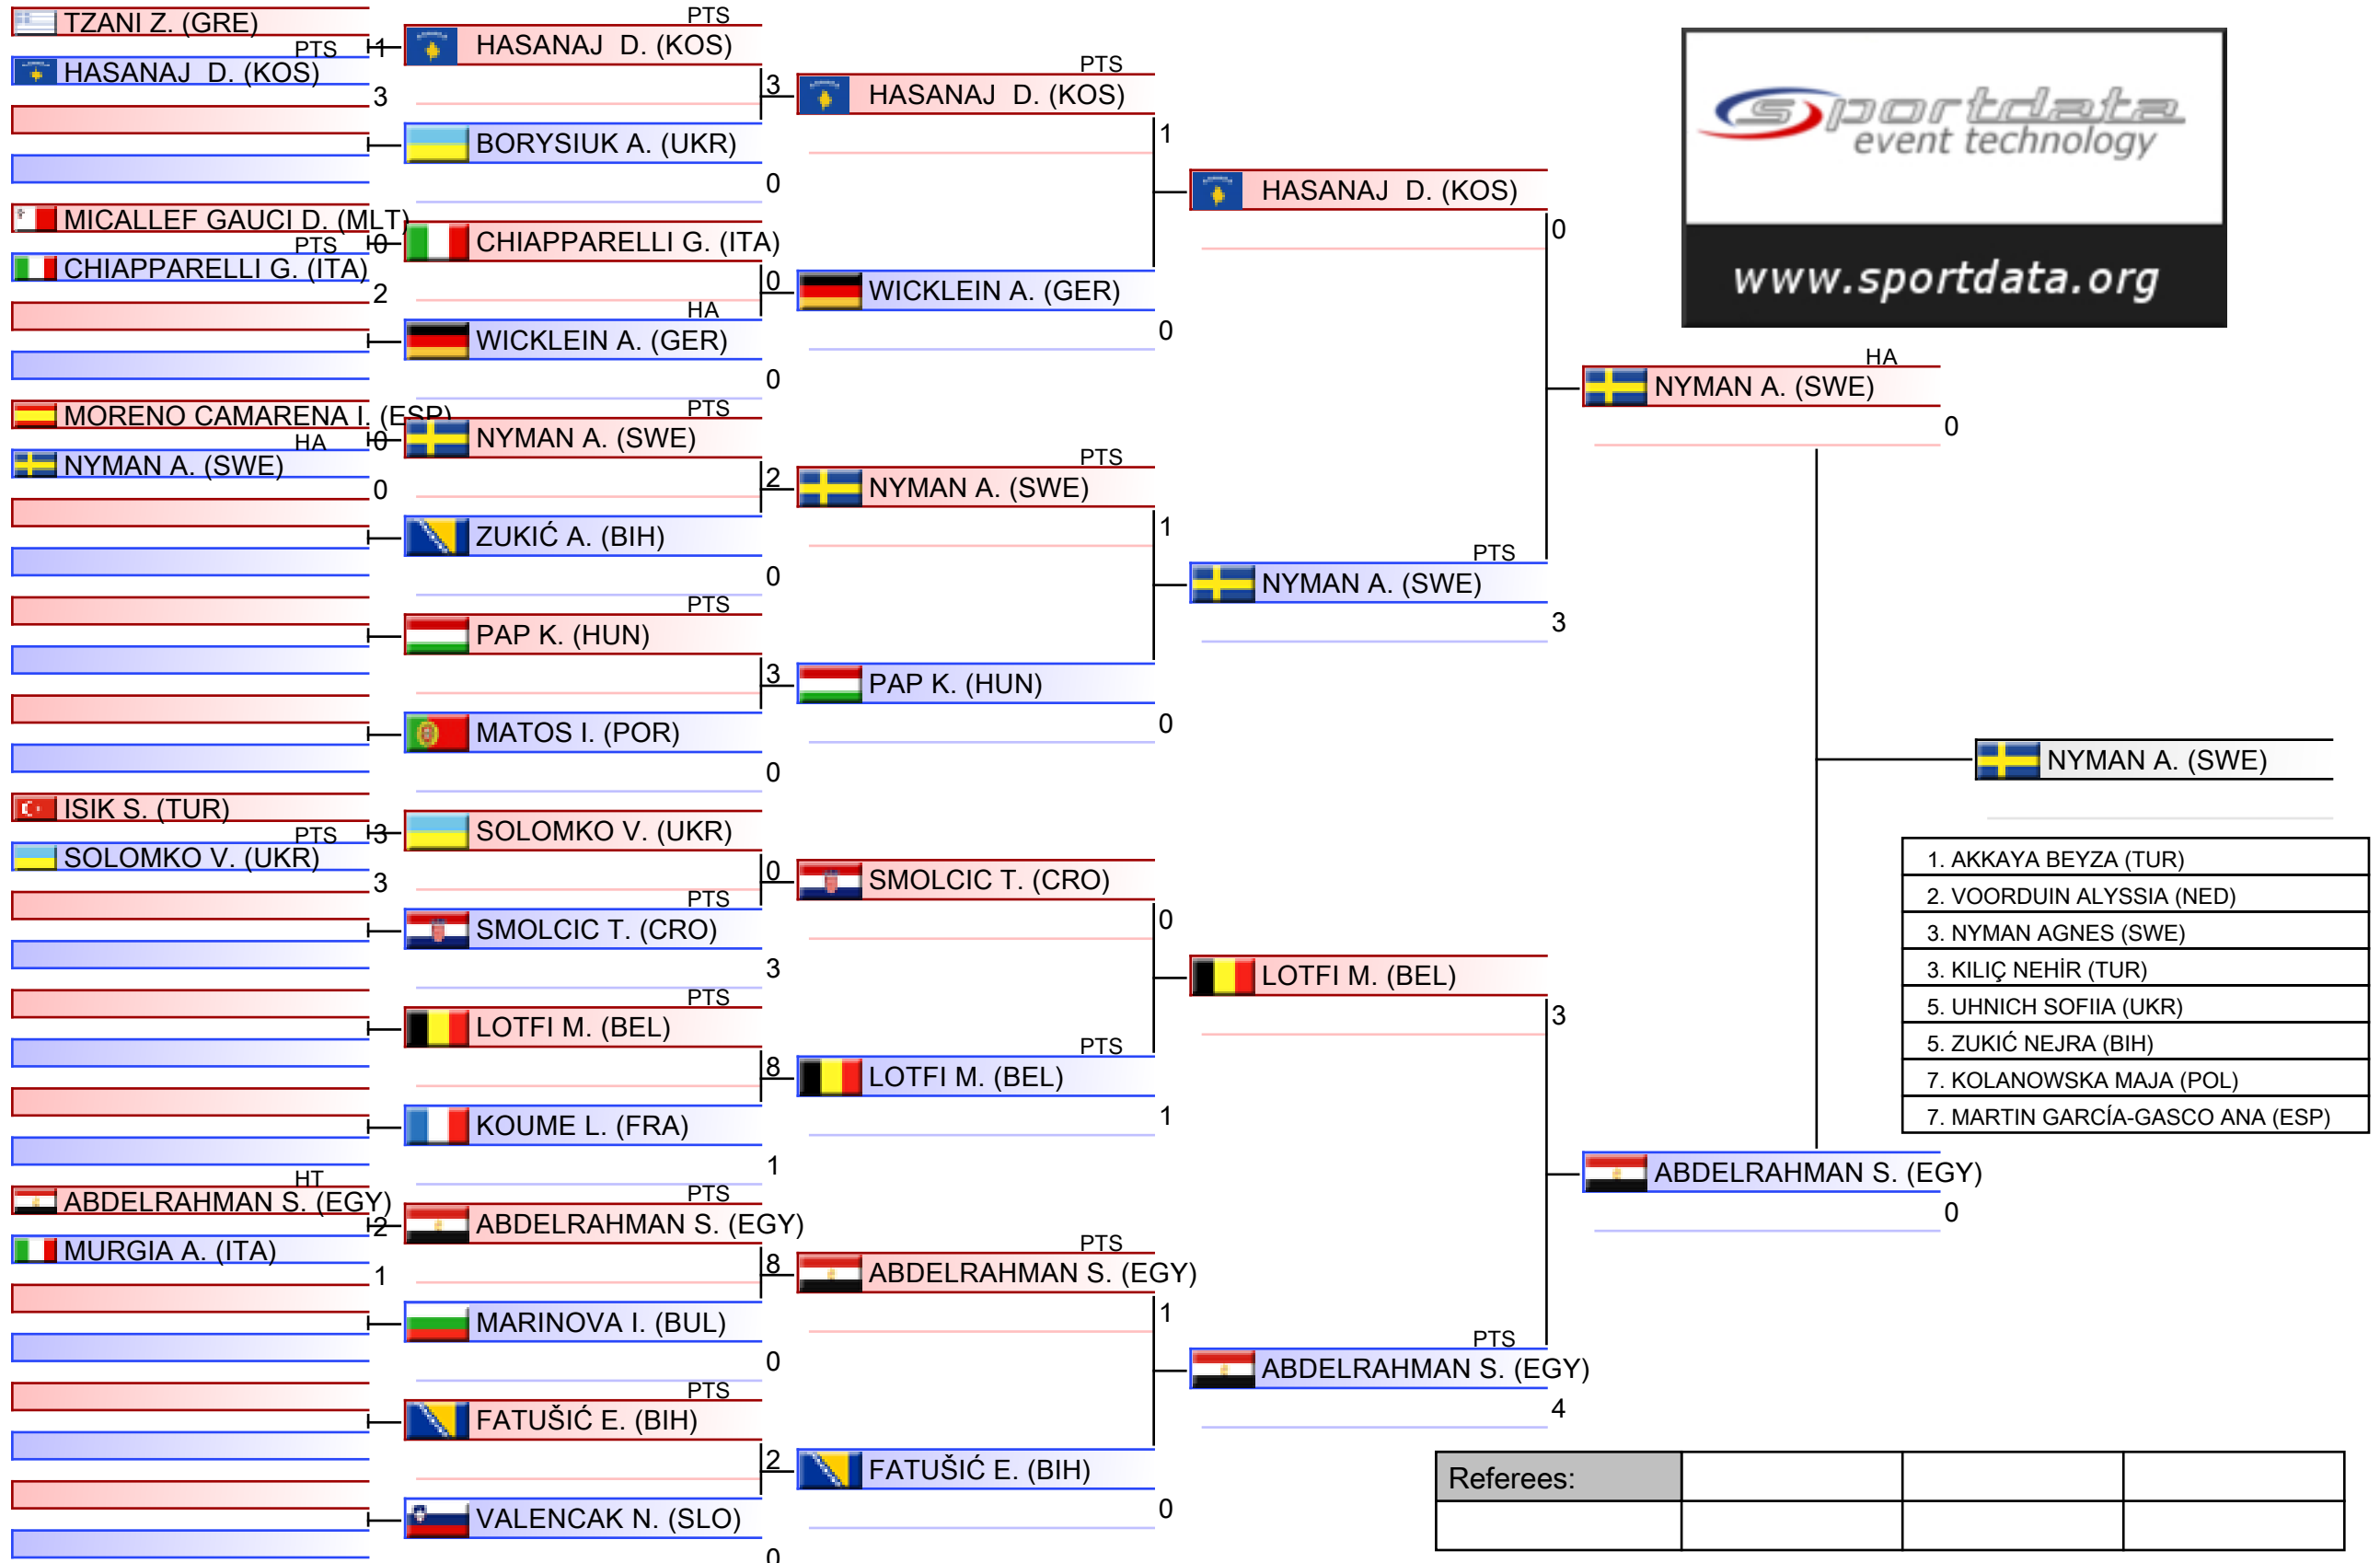 TZANI Z. (GRE)
PTS 1
HASANAJ D. (KOS)
3
MICALLEF GAUCI D. (MLT)
PTS 0
CHIAPPARELLI G. (ITA)
2
MORENO CAMARENA I. (ESP)
HA 0
NYMAN A. (SWE)
0
ISIK S. (TUR)
PTS 3
SOLOMKO V. (UKR)
3
HT
ABDELRAHMAN S. (EGY)
2
MURGIA A. (ITA)
1
PTS
HASANAJ D. (KOS)
3
BORYSIUK A. (UKR)
0
CHIAPPARELLI G. (ITA)
0
HA
WICKLEIN A. (GER)
0
PTS
NYMAN A. (SWE)
2
ZUKIĆ A. (BIH)
0
PTS
PAP K. (HUN)
3
MATOS I. (POR)
0
SOLOMKO V. (UKR)
0
PTS
SMOLCIC T. (CRO)
3
PTS
LOTFI M. (BEL)
8
KOUME L. (FRA)
1
PTS
ABDELRAHMAN S. (EGY)
8
MARINOVA I. (BUL)
0
PTS
FATUŠIĆ E. (BIH)
2
VALENCAK N. (SLO)
0
PTS
HASANAJ D. (KOS)
1
WICKLEIN A. (GER)
0
PTS
NYMAN A. (SWE)
1
PAP K. (HUN)
0
SMOLCIC T. (CRO)
0
PTS
LOTFI M. (BEL)
1
PTS
ABDELRAHMAN S. (EGY)
1
FATUŠIĆ E. (BIH)
0
HASANAJ D. (KOS)
0
PTS
NYMAN A. (SWE)
3
LOTFI M. (BEL)
3
PTS
ABDELRAHMAN S. (EGY)
4
sportdata
event technology
www.sportdata.org
HA
NYMAN A. (SWE)
0
ABDELRAHMAN S. (EGY)
0
NYMAN A. (SWE)
1. AKKAYA BEYZA (TUR)
2. VOORDUIN ALYSSIA (NED)
3. NYMAN AGNES (SWE)
3. KILIÇ NEHİR (TUR)
5. UHNICH SOFIIA (UKR)
5. ZUKIĆ NEJRA (BIH)
7. KOLANOWSKA MAJA (POL)
7. MARTIN GARCÍA-GASCO ANA (ESP)
Referees: